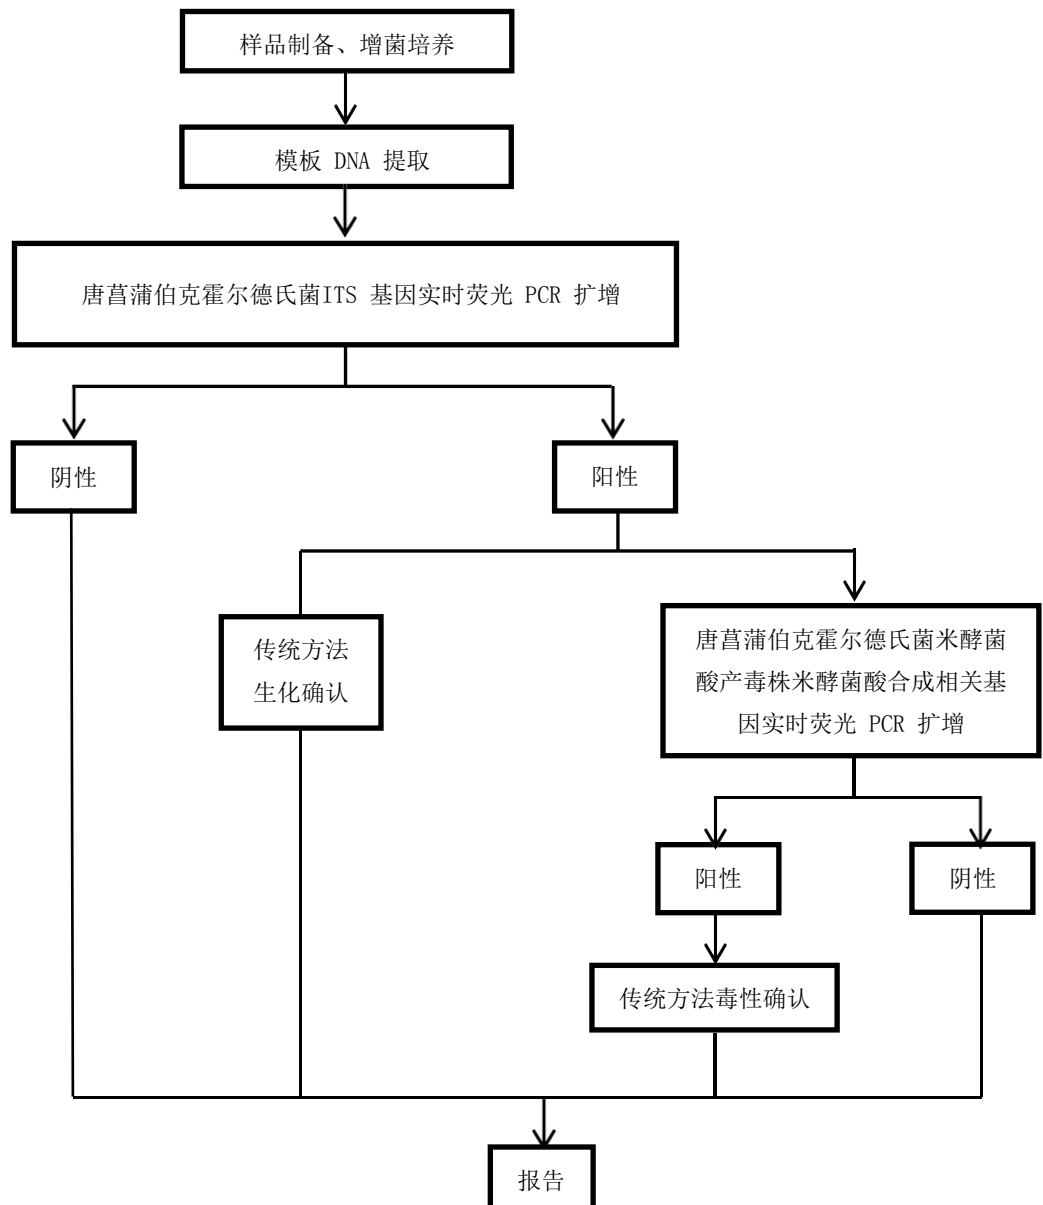 样品制备、增菌培养
模板 DNA 提取
唐菖蒲伯克霍尔德氏菌ITS 基因实时荧光 PCR 扩增
阴性
阳性
传统方法
生化确认
唐菖蒲伯克霍尔德氏菌米酵菌
酸产毒株米酵菌酸合成相关基
因实时荧光 PCR 扩增
阳性
阴性
传统方法毒性确认
报告